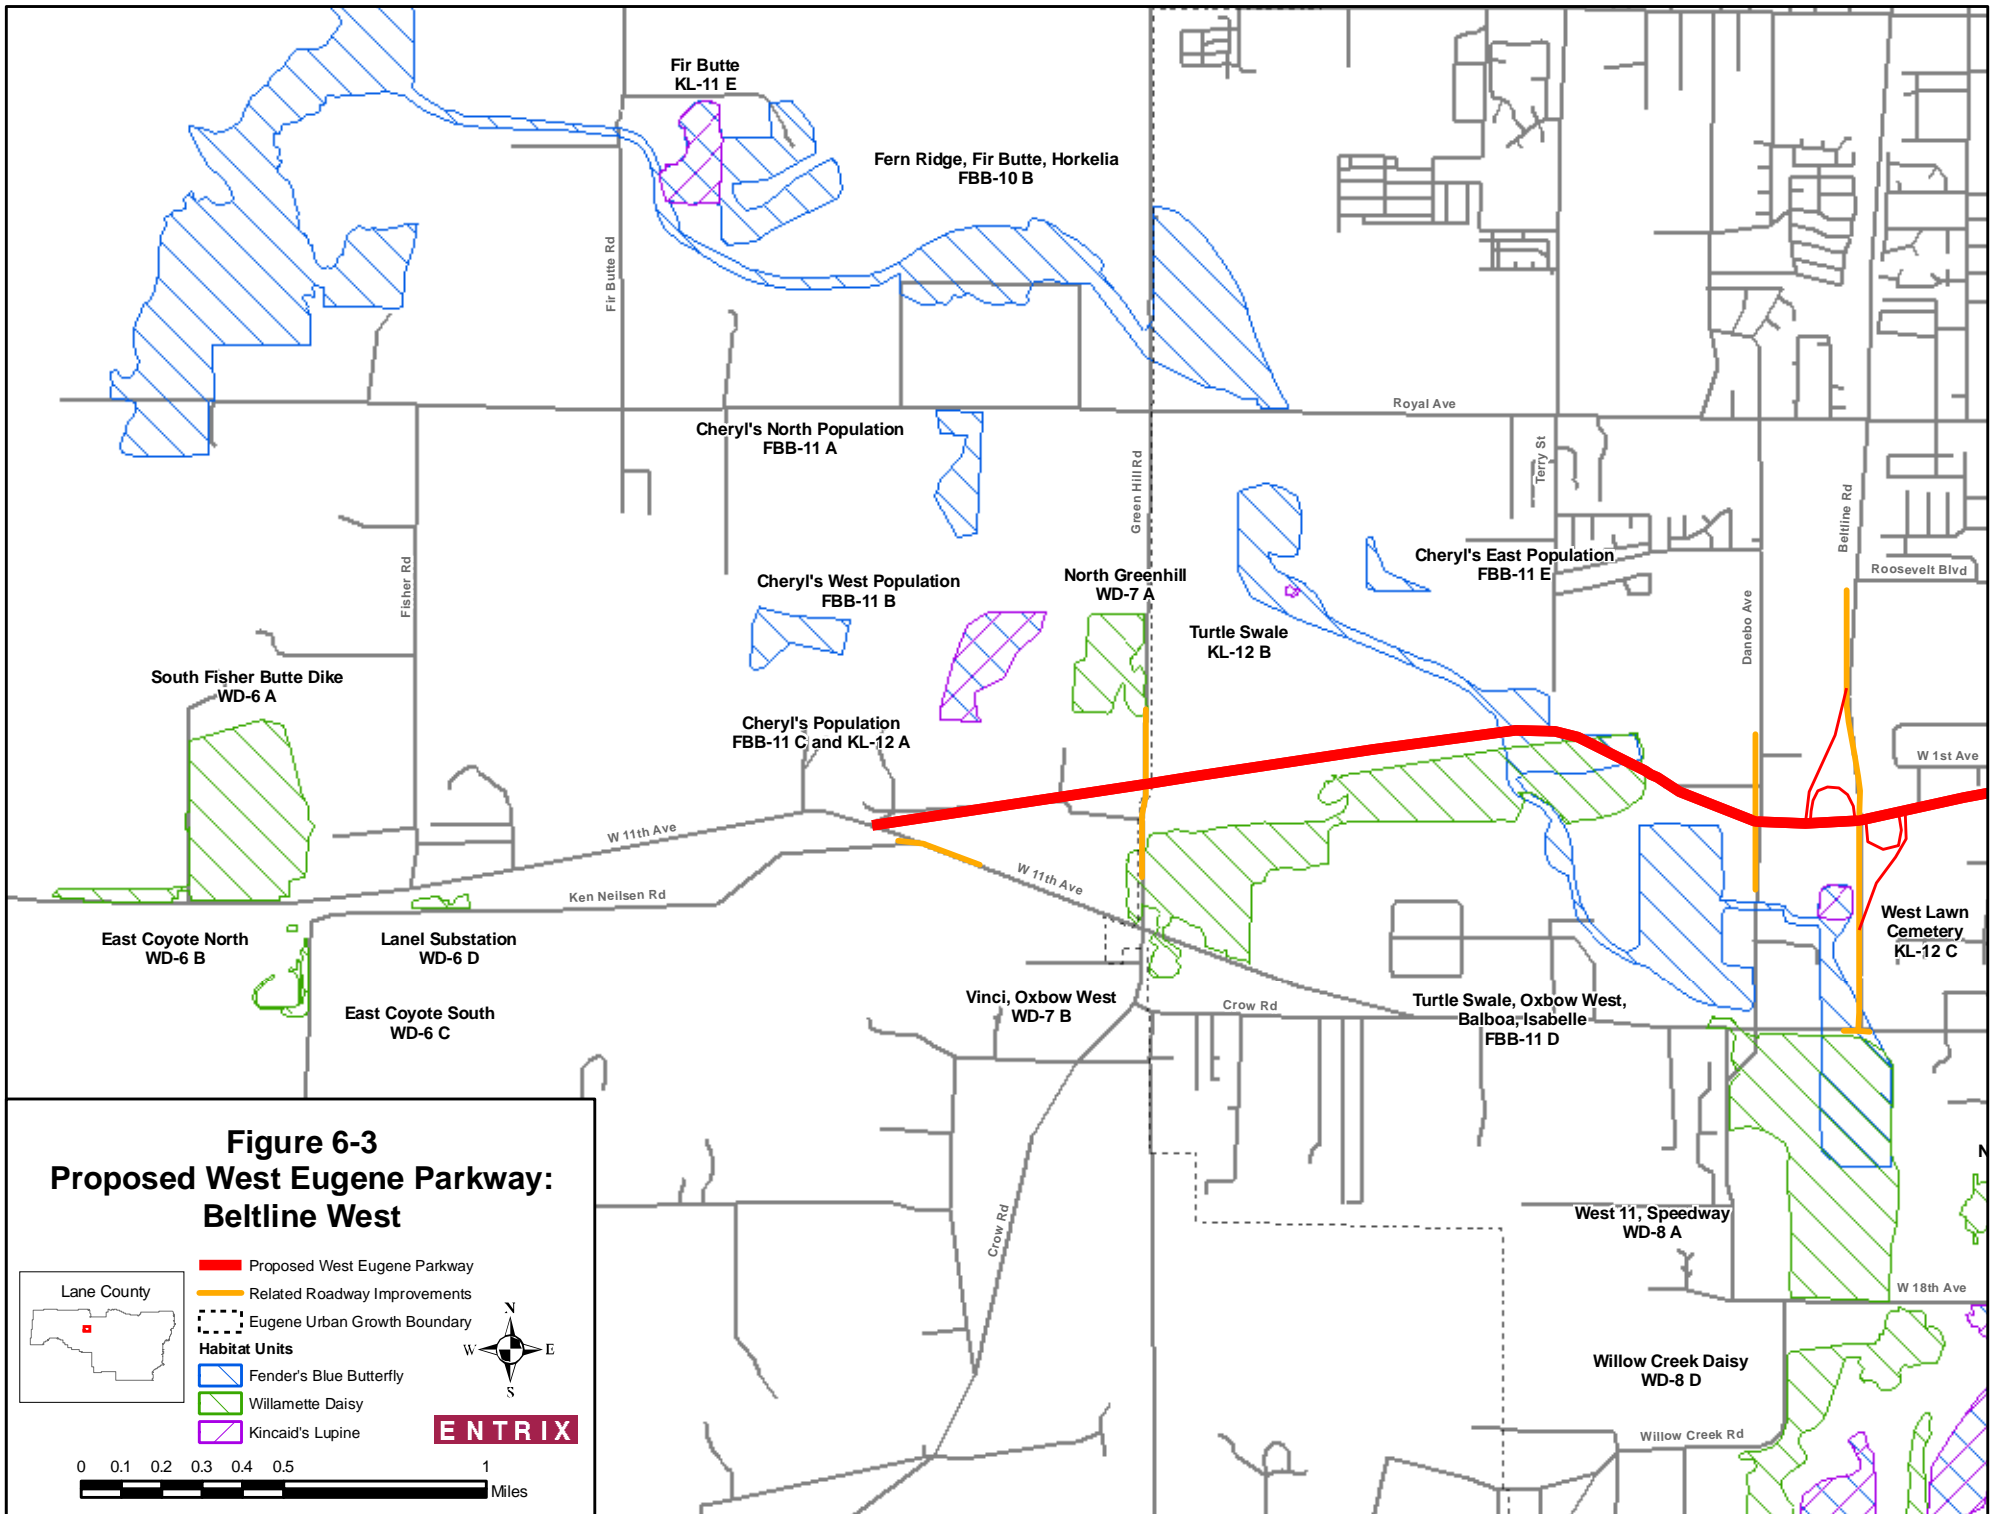 Fir Butte
KL-11 E
Fern Ridge, Fir Butte, Horkelia
FBB-10 B
Fir Butte Rd
Royal Ave
Cheryl's North Population
FBB-11 A
Green Hill Rd
Terry St
Beltline Rd
Cheryl's East Population
FBB-11 E
Roosevelt Blvd
Fisher Rd
Cheryl's West Population
FBB-11 B
North Greenhill
WD-7 A
Danebo Ave
Turtle Swale
KL-12 B
South Fisher Butte Dike
WD-6 A
Cheryl's Population
FBB-11 C and KL-12 A
W 1st Ave
W 11th Ave
W 11th Ave
Ken Neilsen Rd
East Coyote North
WD-6 B
Lanel Substation
WD-6 D
West Lawn
Cemetery
KL-12 C
East Coyote South
WD-6 C
Vinci, Oxbow West
WD-7 B
Crow Rd
Turtle Swale, Oxbow West,
Balboa, Isabelle
FBB-11 D
N
Crow Rd
West 11, Speedway
WD-8 A
W 18th Ave
Willow Creek Daisy
WD-8 D
Willow Creek Rd
Figure 6-3
Proposed West Eugene Parkway:
Beltline West
Lane County
Proposed West Eugene Parkway
Related Roadway Improvements
Eugene Urban Growth Boundary
Habitat Units
Fender's Blue Butterfly
Willamette Daisy
Kincaid's Lupine
N
W E
S
ENTRIX
0 0.1 0.2 0.3 0.4 0.5 1
Miles